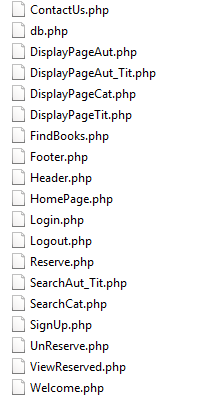 ContactUs.php
db.php
DisplayPageAut.php
DisplayPageAut_Tit.php
DisplayPageCat.php
DisplayPageTit.php
FindBooks.php
Footer.php
Header.php
HomePage.php
Login.php
Logout.php
Reserve.php
SearchAut_Tit.php
SearchCat.php
SignUp.php
UnReserve.php
ViewReserved.php
Welcome.php